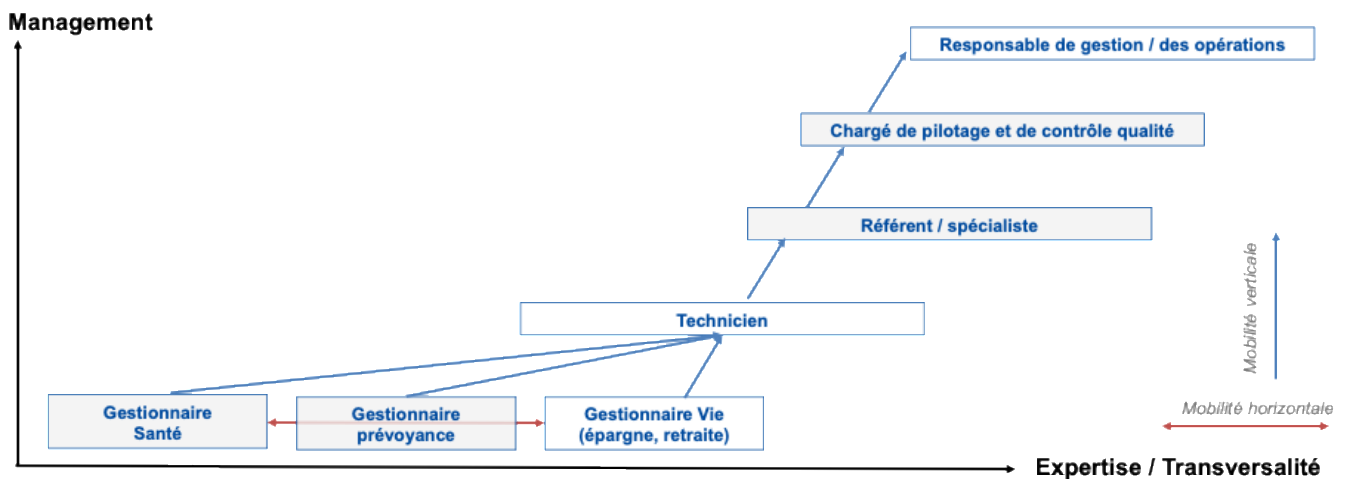 Management
Responsable de gestion / des opérations
Chargé de pilotage et de contrôle qualité
Référent / spécialiste
Mobilité verticale
Technicien
Gestionnaire
Santé
Gestionnaire
prévoyance
Gestionnaire Vie
(épargne, retraite)
Mobilité horizontale
Expertise / Transversalité